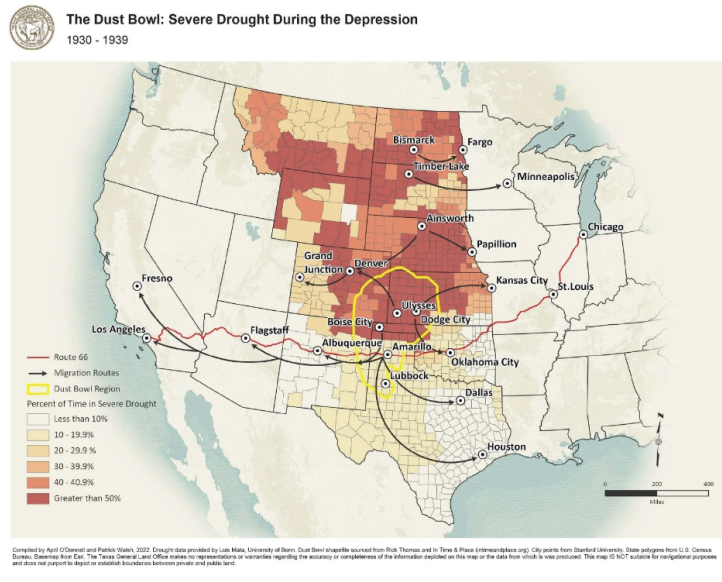 The Dust Bowl: Severe Drought During the Depression
1930 - 1939
Bismarck
Fargo
Timber Lake
Minneapolis
Ainsworth
Chicago
Papillion
Grand
Junction
Denver
Fresno
Kansas City
St.Louis
Ulysses
Boise City
Dodge City
Los Angeles
Flagstaff
Albuquerque
Amarillo
Oklahoma City
Lubbock
Dallas
Houston
Route 66
Migration Routes
Dust Bowl Region
Percent of Time in Severe Drought
Less than 10%
10 - 19.9%
20 - 29.9 %
30 - 39.9%
40 - 40.9%
Greater than 50%
N
0 200 400
Miles
Compiled by April O'Donnell and Patrick Walsh, 2022. Drought data provided by Luis Mata, University of Bonn. Dust Bowl shapefile sourced from Rick Thomas and In Time & Place (intimeandplace.org). City points from Stanford University. State polygons from U.S. Census
Bureau. Basemap from Esri. The Texas General Land Office makes no representations or warranties regarding the accuracy or completeness of the information depicted on this map or the data from which it was produced. This map IS NOT suitable for navigational purposes
and does not purport to depict or establish boundaries between private and public land.